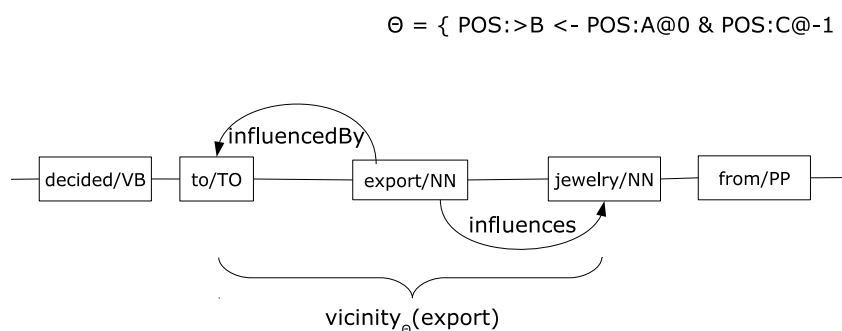 Θ = { POS:>B <- POS:A@0 & POS:C@-1
influencedBy
decided/VB to/TO export/NN jewelry/NN from/PP
influences
vicinityΘ(export)